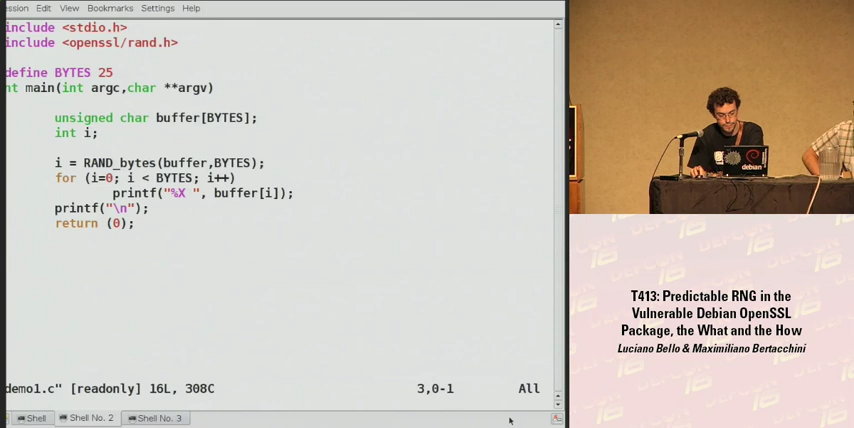 ession Edit View Bookmarks Settings Help
include <stdio.h>
include <openssl/rand.h>
define BYTES 25
nt main(int argc,char **argv)
unsigned char buffer[BYTES];
int i;
i = RAND_bytes(buffer,BYTES);
for (i=0; i < BYTES; i++)
printf("%X ", buffer[i]);
printf("\n");
return (0);
demo1.c" [readonly] 16L, 308C 3,0-1 All
Shell Shell No. 2 Shell No. 3
debian
DEFCON 16
T413: Predictable RNG in the
Vulnerable Debian OpenSSL
Package, the What and the How
Luciano Bello & Maximiliano Bertacchini